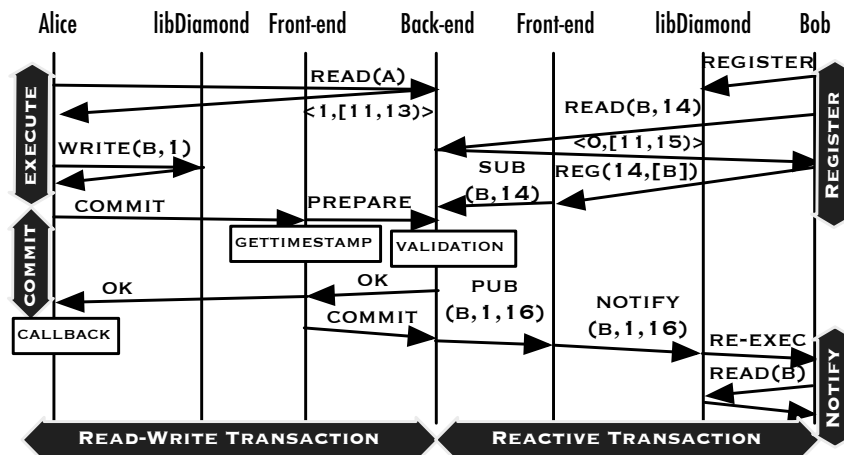 Alice libDiamond Front-end Back-end Front-end libDiamond Bob
READ(A)
REGISTER
<1,[11,13)>
READ(B,14)
EXECUTE
WRITE(B,1)
<0,[11,15)>
SUB
(B,14)
REG(14,[B])
REGISTER
COMMIT
PREPARE
GETTIMESTAMP
VALIDATION
COMMIT
OK
OK
PUB
(B,1,16)
NOTIFY
(B,1,16)
CALLBACK
COMMIT
RE-EXEC
READ(B)
NOTIFY
READ-WRITE TRANSACTION
REACTIVE TRANSACTION